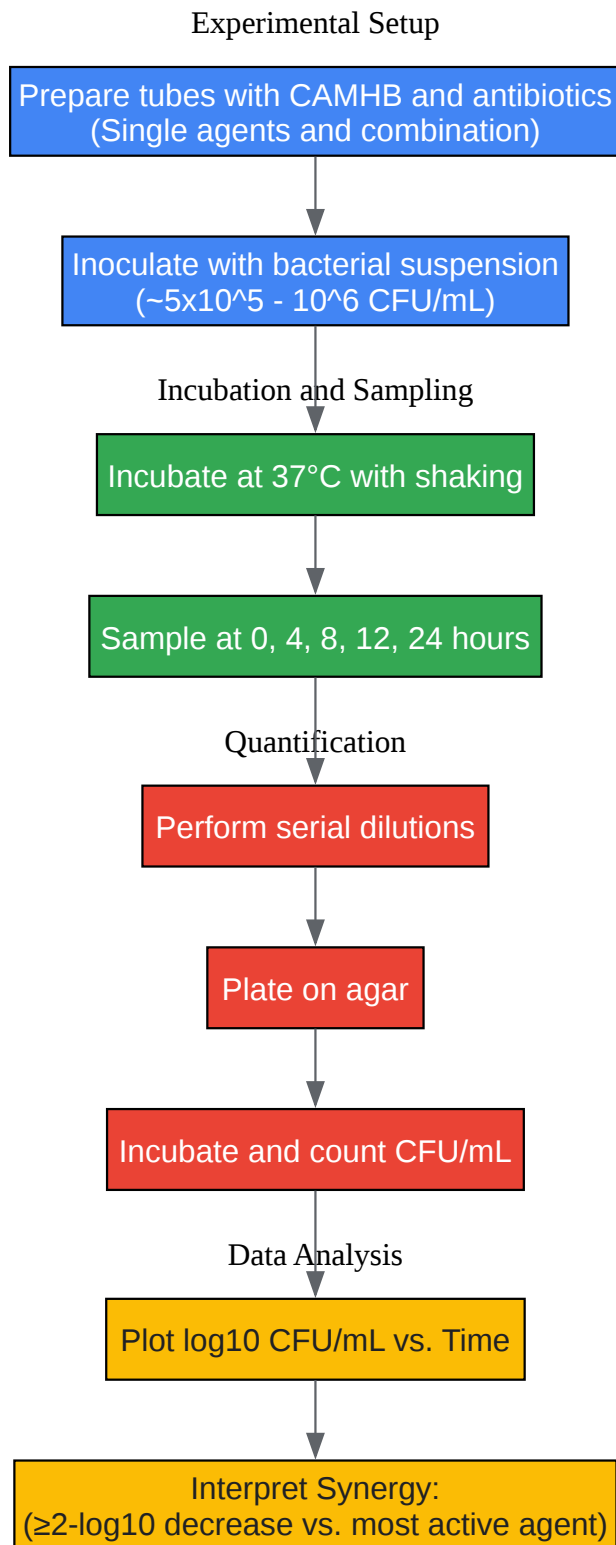 Experimental Setup
Prepare tubes with CAMHB and antibiotics
(Single agents and combination)
Inoculate with bacterial suspension
(~5x10^5 - 10^6 CFU/mL)
Incubation and Sampling
Incubate at 37°C with shaking
Sample at 0, 4, 8, 12, 24 hours
Quantification
Perform serial dilutions
Plate on agar
Incubate and count CFU/mL
Data Analysis
Plot log10 CFU/mL vs. Time
Interpret Synergy:
(≥2-log10 decrease vs. most active agent)